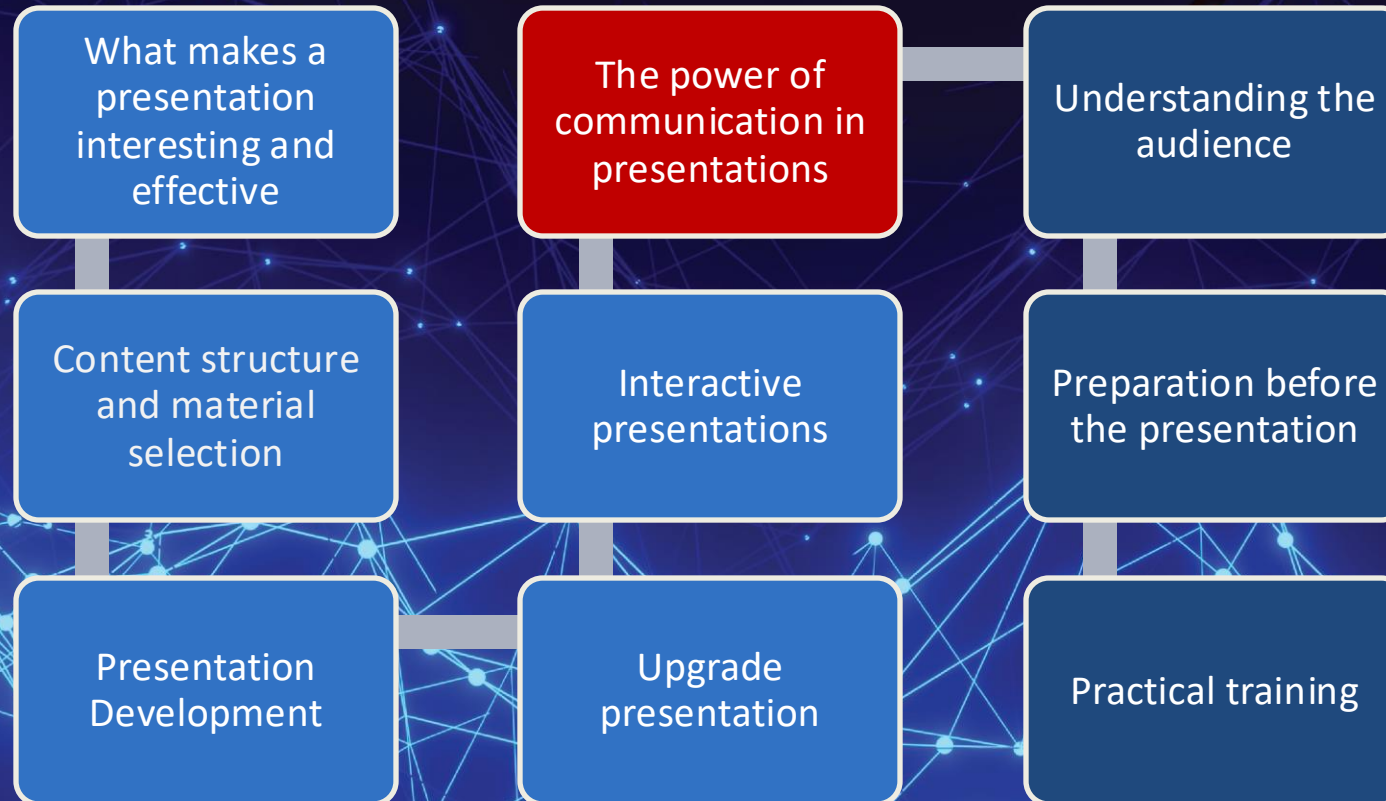 What makes a
presentation
interesting and
effective
Content structure
and material
selection
Presentation
Development
Upgrade
presentation
Interactive
presentations
The power of
communication in
presentations
Understanding the
audience
Preparation before
the presentation
Practical training